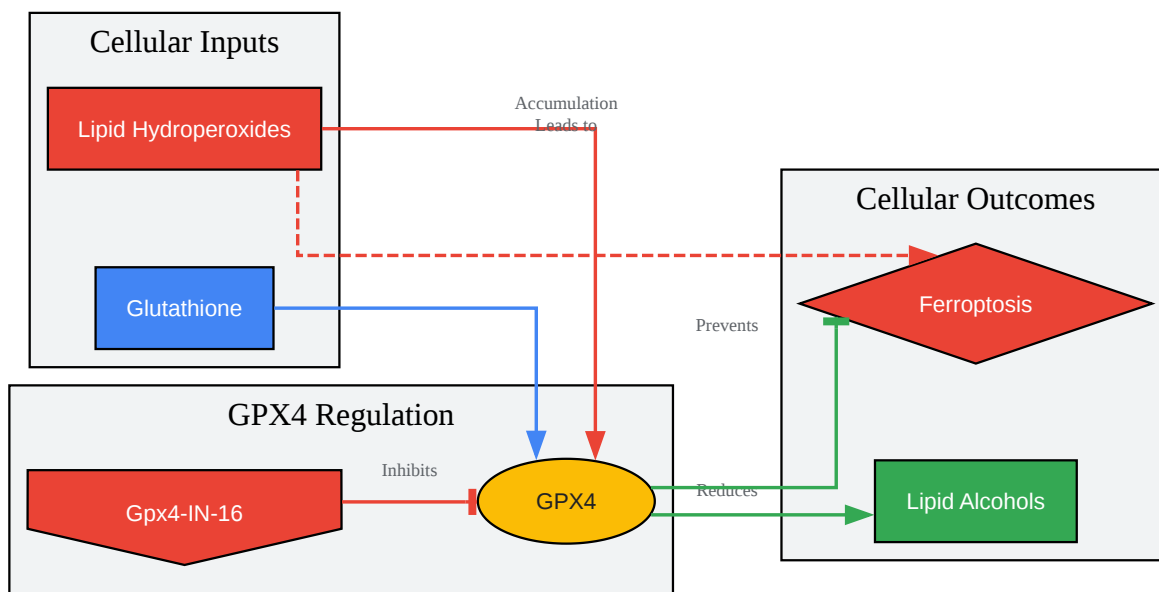 Cellular Inputs
Lipid Hydroperoxides
Accumulation
Leads to
Glutathione
Cellular Outcomes
Ferroptosis
Prevents
GPX4 Regulation
Inhibits
Gpx4-IN-16
GPX4
Reduces
Lipid Alcohols